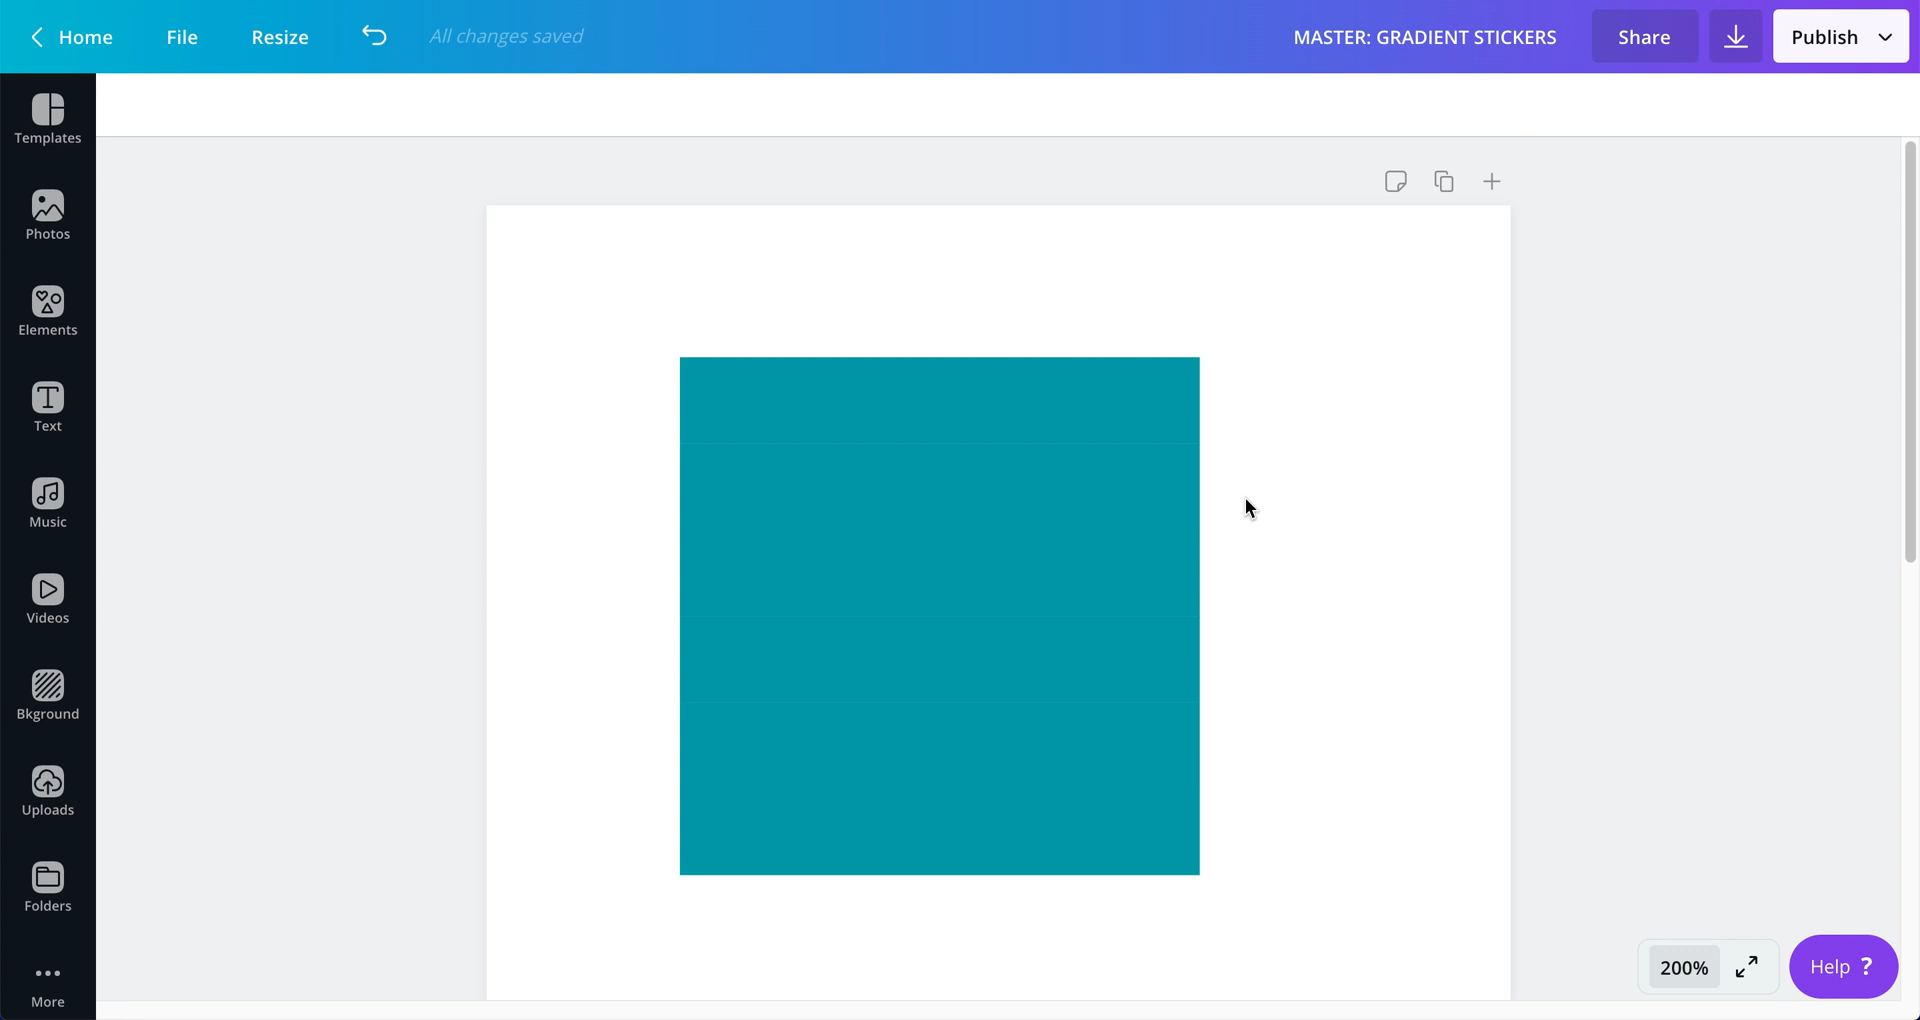 Home File Resize All changes saved MASTER: GRADIENT STICKERS Share Publish
Templates
Photos
Elements
Text
Music
Videos
Bkground
Uploads
Folders
More
200% Help ?